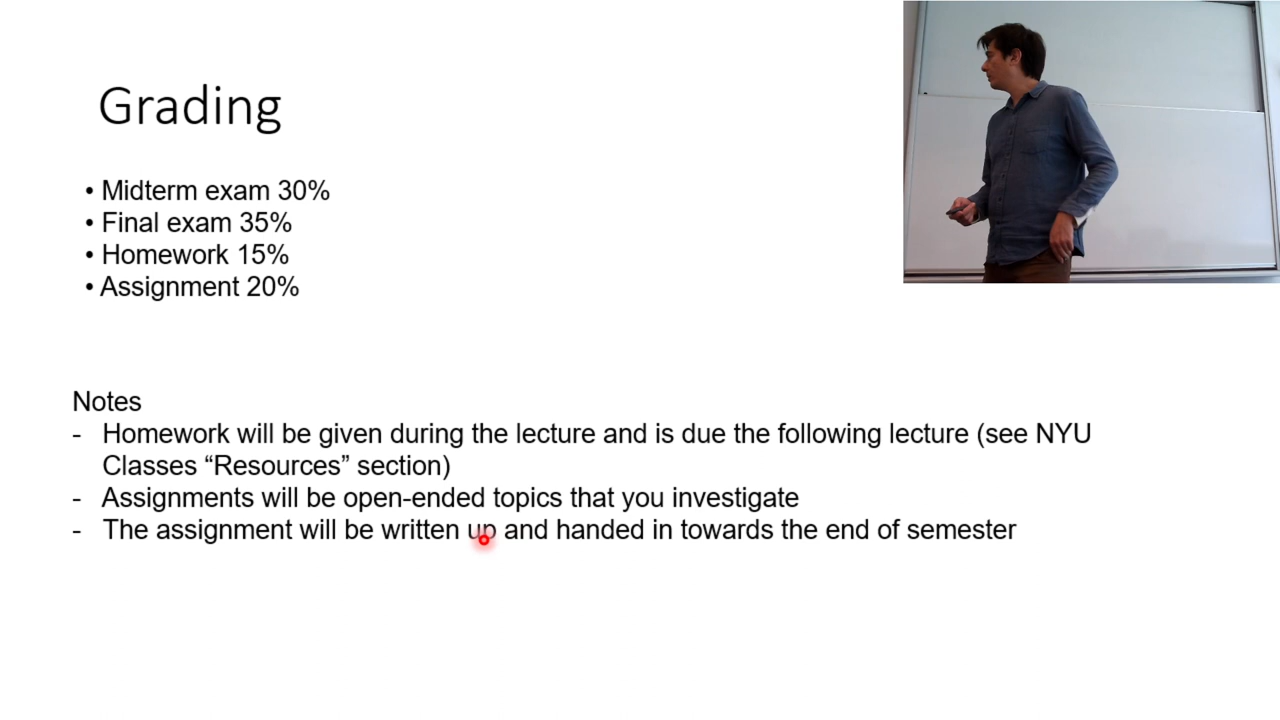 Grading
• Midterm exam 30%
• Final exam 35%
• Homework 15%
• Assignment 20%
Notes
- Homework will be given during the lecture and is due the following lecture (see NYU
Classes “Resources” section)
- Assignments will be open-ended topics that you investigate
- The assignment will be written up and handed in towards the end of semester